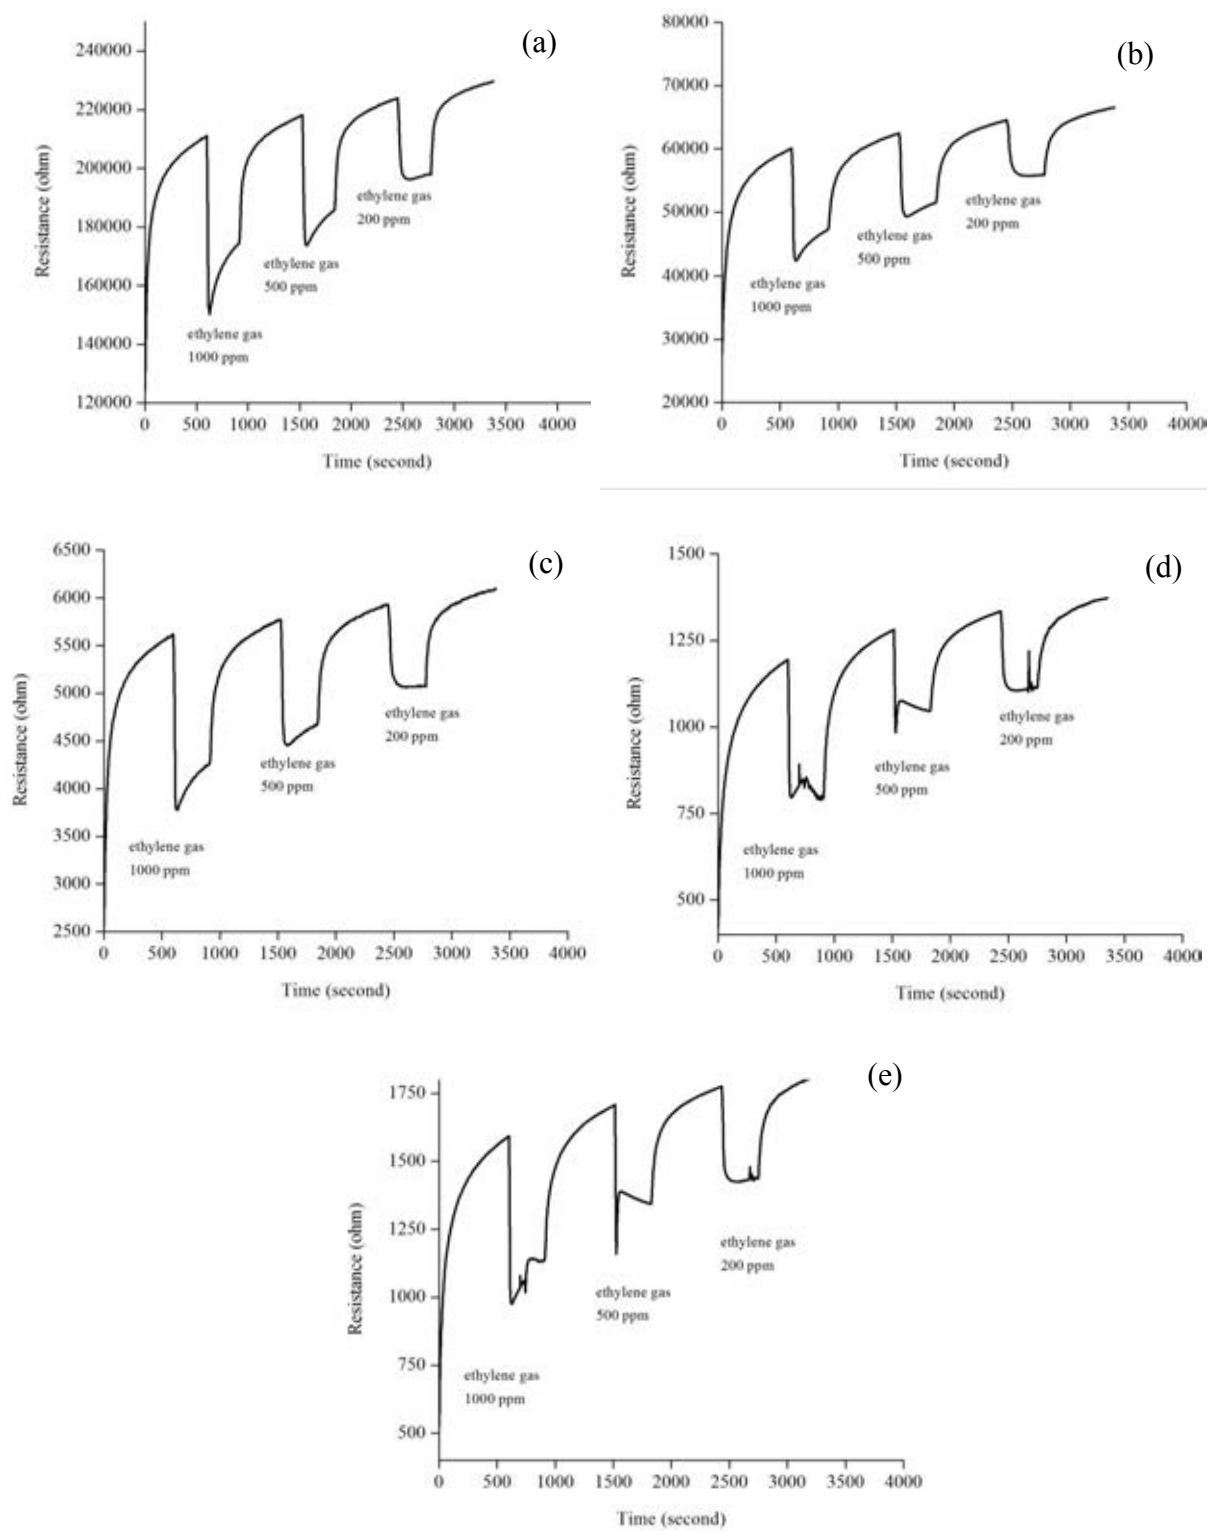 (a)
240000
220000
200000
180000
160000
140000
120000
Resistance (ohm)
ethylene gas
200 ppm
ethylene gas
500 ppm
ethylene gas
1000 ppm
0 500 1000 1500 2000 2500 3000 3500 4000
Time (second)
(b)
80000
70000
60000
50000
40000
30000
20000
Resistance (ohm)
ethylene gas
200 ppm
ethylene gas
500 ppm
ethylene gas
1000 ppm
0 500 1000 1500 2000 2500 3000 3500 4000
Time (second)
(c)
6500
6000
5500
5000
4500
4000
3500
3000
2500
Resistance (ohm)
ethylene gas
200 ppm
ethylene gas
500 ppm
ethylene gas
1000 ppm
0 500 1000 1500 2000 2500 3000 3500 4000
Time (second)
(d)
1500
1250
1000
750
500
Resistance (ohm)
ethylene gas
200 ppm
ethylene gas
500 ppm
ethylene gas
1000 ppm
0 500 1000 1500 2000 2500 3000 3500 4000
Time (second)
(e)
1750
1500
1250
1000
750
500
Resistance (ohm)
ethylene gas
200 ppm
ethylene gas
500 ppm
ethylene gas
1000 ppm
0 500 1000 1500 2000 2500 3000 3500 4000
Time (second)